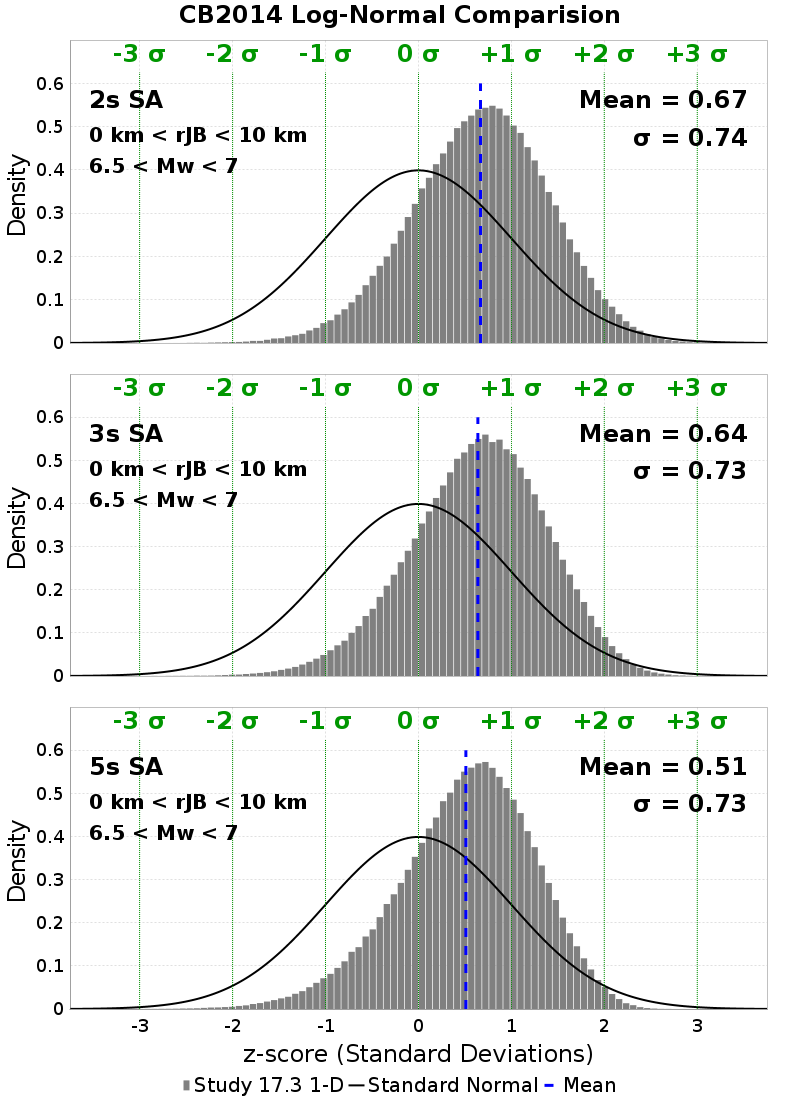 CB2014 Log-Normal Comparision
-3 σ -2 σ -1 σ 0 σ +1 σ +2 σ +3 σ
2s SA
Mean = 0.67
0 km < rJB < 10 km
σ = 0.74
6.5 < Mw < 7
Density
0.6
0.5
0.4
0.3
0.2
0.1
0
-3 σ -2 σ -1 σ 0 σ +1 σ +2 σ +3 σ
3s SA
Mean = 0.64
0 km < rJB < 10 km
σ = 0.73
6.5 < Mw < 7
Density
0.6
0.5
0.4
0.3
0.2
0.1
0
-3 σ -2 σ -1 σ 0 σ +1 σ +2 σ +3 σ
5s SA
Mean = 0.51
0 km < rJB < 10 km
σ = 0.73
6.5 < Mw < 7
Density
0.6
0.5
0.4
0.3
0.2
0.1
0
-3 -2 -1 0 1 2 3
z-score (Standard Deviations)
Study 17.3 1-D Standard Normal Mean